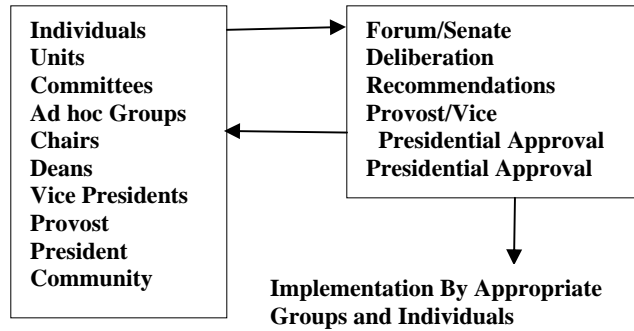 Individuals
Units
Committees
Ad hoc Groups
Chairs
Deans
Vice Presidents
Provost
President
Community
Forum/Senate
Deliberation
Recommendations
Provost/Vice
Presidential Approval
Presidential Approval
Implementation By Appropriate
Groups and Individuals